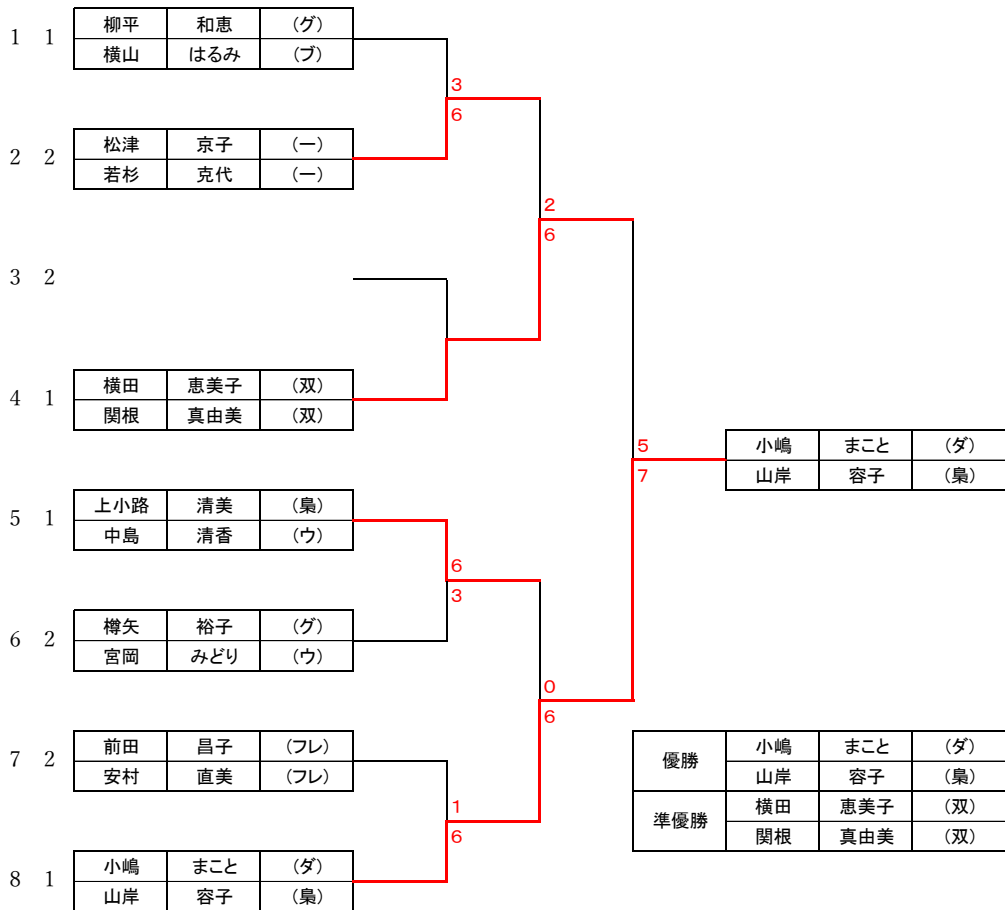 1 1 柳平 和恵 (グ)
横山 はるみ (ブ)
3
6
2 2 松津 京子 (一)
若杉 克代 (一)
2
6
3 2
4 1 横田 恵美子 (双)
関根 真由美 (双)
5
7
小嶋 まこと (ダ)
山岸 容子 (梟)
5 1 上小路 清美 (梟)
中島 清香 (ウ)
6
3
6 2 樽矢 裕子 (グ)
宮岡 みどり (ウ)
0
6
7 2 前田 昌子 (フレ)
安村 直美 (フレ)
1
6
8 1 小嶋 まこと (ダ)
山岸 容子 (梟)
優勝 小嶋 まこと (ダ)
山岸 容子 (梟)
準優勝 横田 恵美子 (双)
関根 真由美 (双)